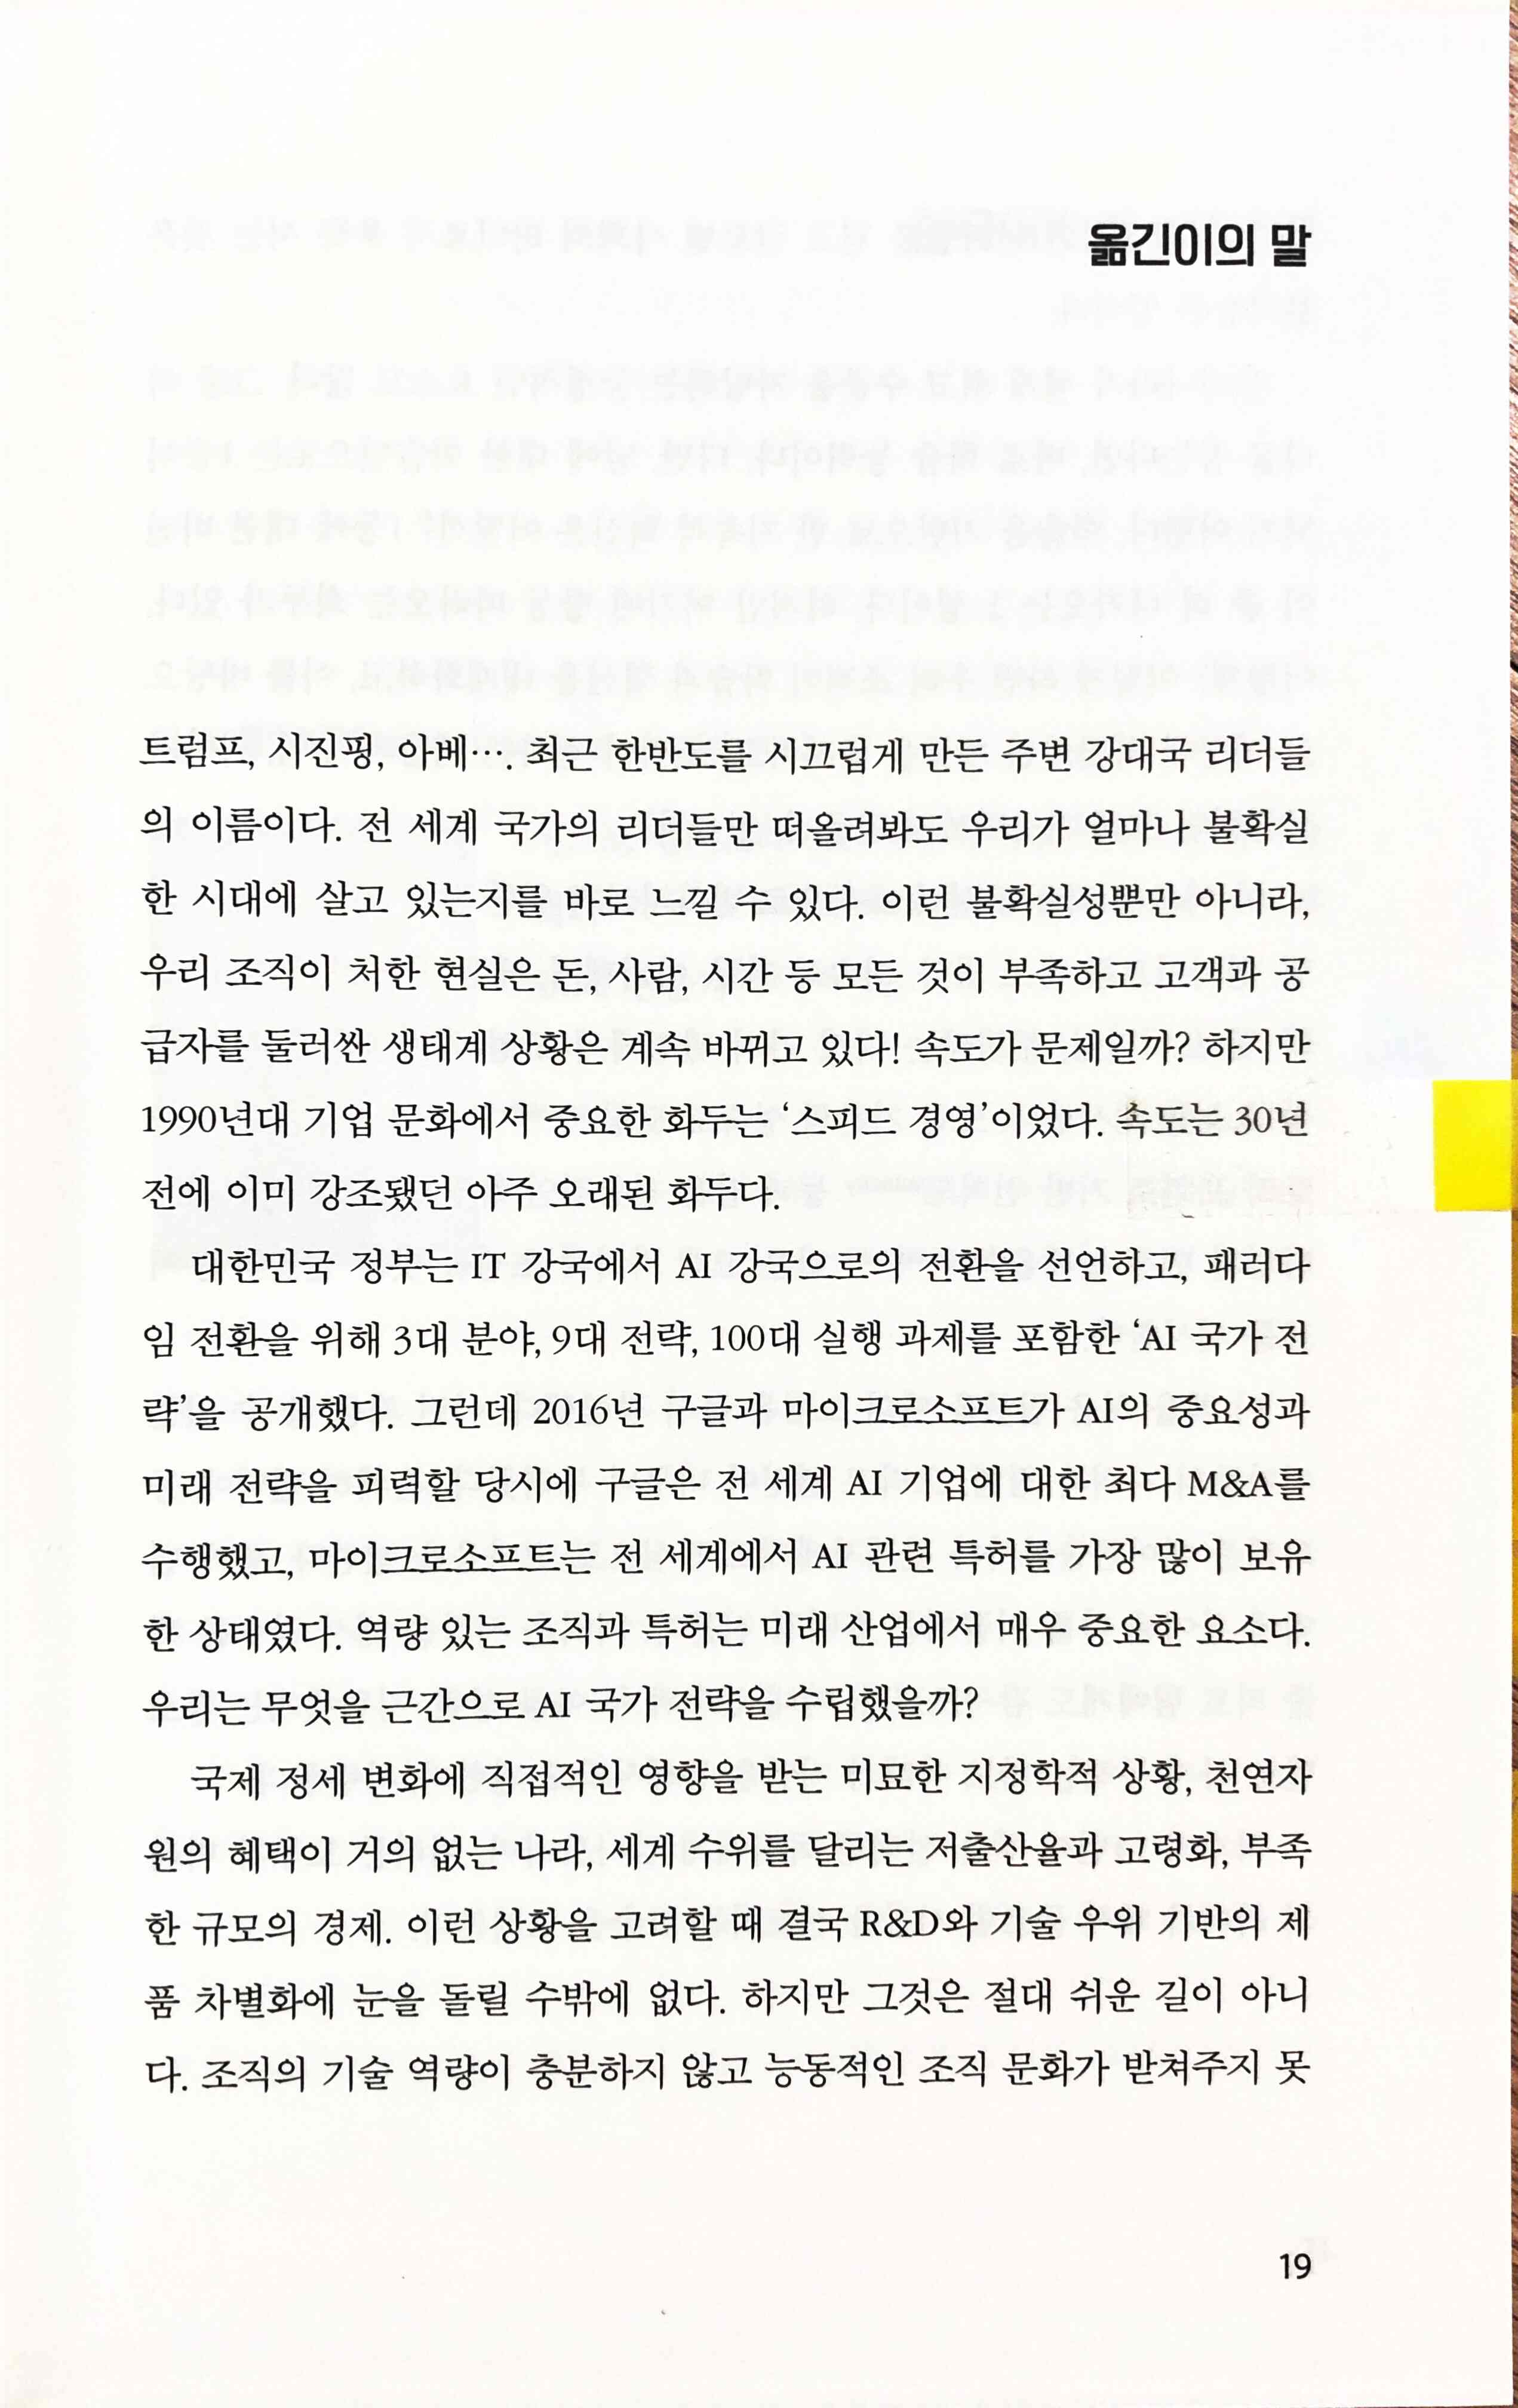 옮긴이의 말
트럼프, 시진핑, 아베…. 최근 한반도를 시끄럽게 만든 주변 강대국 리더들
의 이름이다. 전 세계 국가의 리더들만 떠올려봐도 우리가 얼마나 불확실
한 시대에 살고 있는지를 바로 느낄 수 있다. 이런 불확실성뿐만 아니라,
우리 조직이 처한 현실은 돈, 사람, 시간 등 모든 것이 부족하고 고객과 공
급자를 둘러싼 생태계 상황은 계속 바뀌고 있다! 속도가 문제일까? 하지만
1990년대 기업 문화에서 중요한 화두는 ‘스피드 경영’이었다. 속도는 30년
전에 이미 강조됐던 아주 오래된 화두다.
대한민국 정부는 IT 강국에서 AI 강국으로의 전환을 선언하고, 패러다
임 전환을 위해 3대 분야, 9대 전략, 100대 실행 과제를 포함한 ‘AI 국가 전
략’을 공개했다. 그런데 2016년 구글과 마이크로소프트가 AI의 중요성과
미래 전략을 피력할 당시에 구글은 전 세계 AI 기업에 대한 최다 M&A를
수행했고, 마이크로소프트는 전 세계에서 AI 관련 특허를 가장 많이 보유
한 상태였다. 역량 있는 조직과 특허는 미래 산업에서 매우 중요한 요소다.
우리는 무엇을 근간으로 AI 국가 전략을 수립했을까?
국제 정세 변화에 직접적인 영향을 받는 미묘한 지정학적 상황, 천연자
원의 혜택이 거의 없는 나라, 세계 수위를 달리는 저출산율과 고령화, 부족
한 규모의 경제. 이런 상황을 고려할 때 결국 R&D와 기술 우위 기반의 제
품 차별화에 눈을 돌릴 수밖에 없다. 하지만 그것은 절대 쉬운 길이 아니
다. 조직의 기술 역량이 충분하지 않고 능동적인 조직 문화가 받쳐주지 못
19